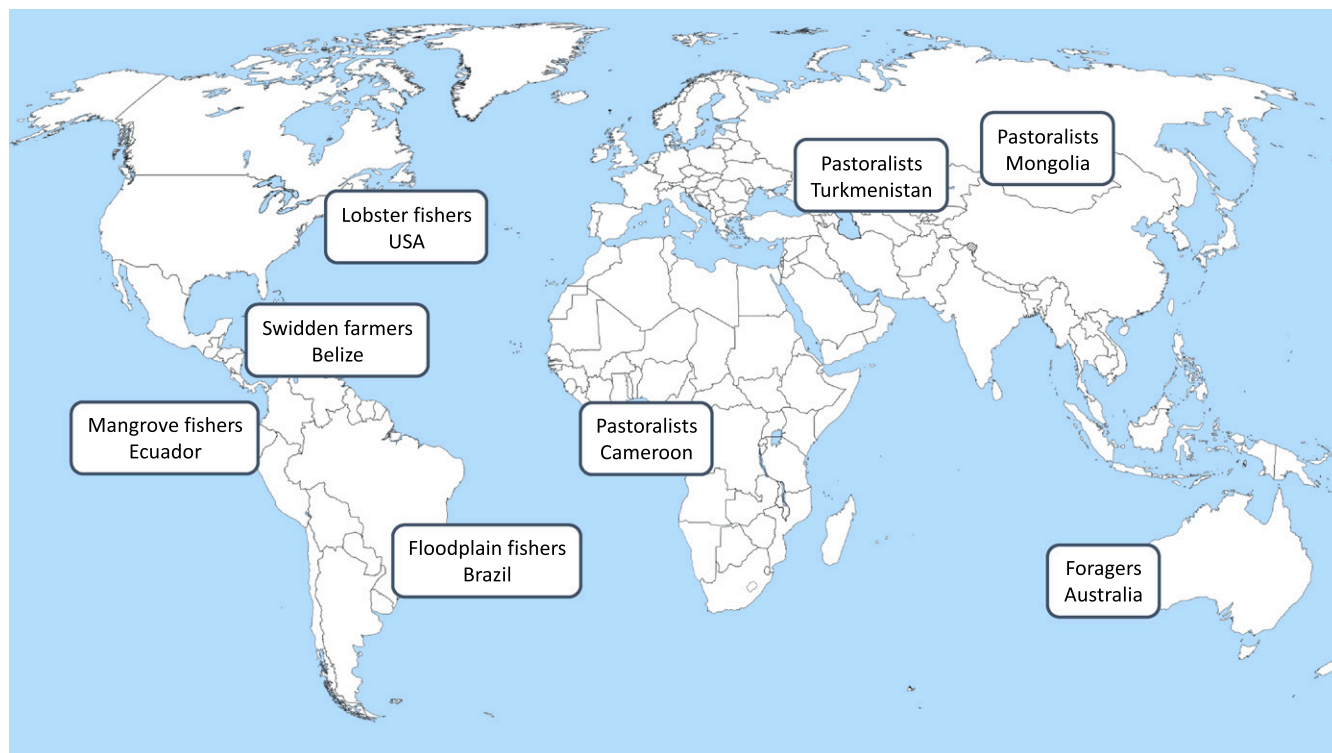 Pastoralists
Mongolia
Pastoralists
Turkmenistan
Lobster fishers
USA
Swidden farmers
Belize
Mangrove fishers
Ecuador
Pastoralists
Cameroon
Floodplain fishers
Brazil
Foragers
Australia